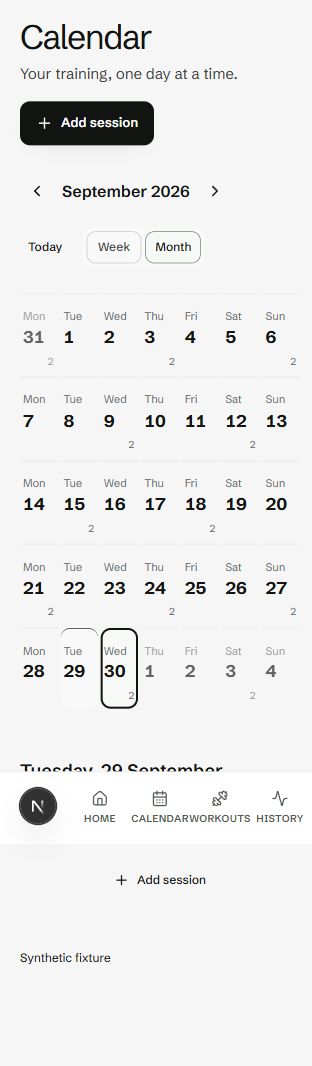 Calendar
Your training, one day at a time.
+ Add session
September 2026
Today Week Month
Mon Tue Wed Thu Fri Sat Sun
31 1 2 3 4 5 6
2 2 2
Mon Tue Wed Thu Fri Sat Sun
7 8 9 10 11 12 13
2 2
Mon Tue Wed Thu Fri Sat Sun
14 15 16 17 18 19 20
2 2
Mon Tue Wed Thu Fri Sat Sun
21 22 23 24 25 26 27
2 2 2
Mon Tue Wed Thu Fri Sat Sun
28 29 30 1 2 3 4
2 2
Tuesday, 29 September
N HOME CALENDAR WORKOUTS HISTORY
+ Add session
Synthetic fixture